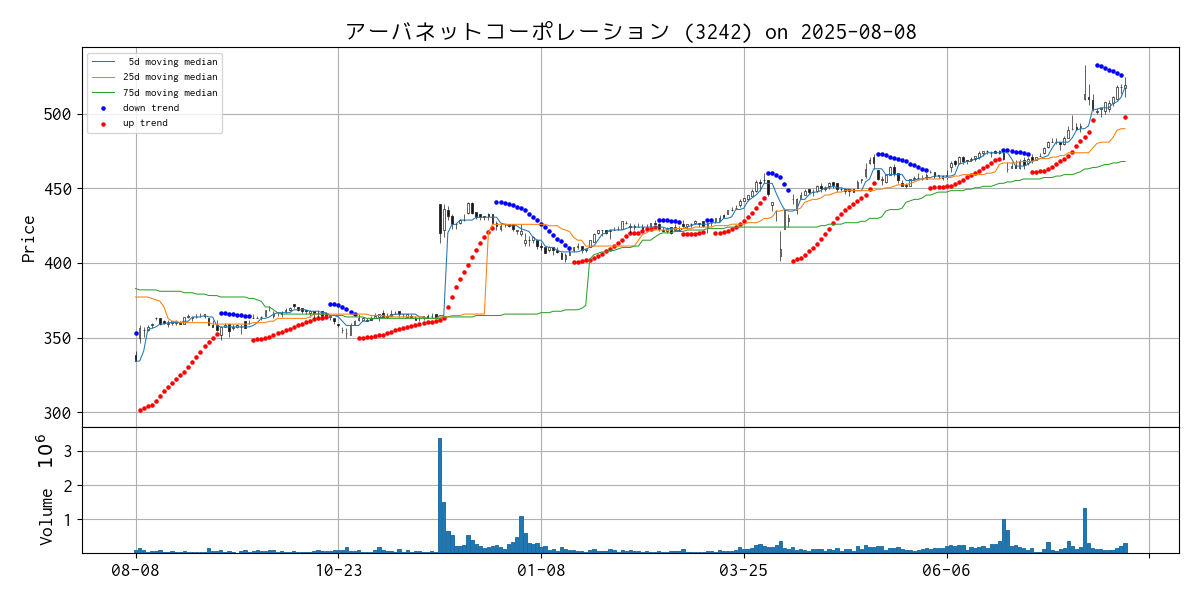 アーバネットコーポレーション (3242) on 2025-08-08
5d moving median
25d moving median
75d moving median
down trend
up trend
500
450
400
350
300
Price
3
2
1
Volume 10^6
08-08 10-23 01-08 03-25 06-06